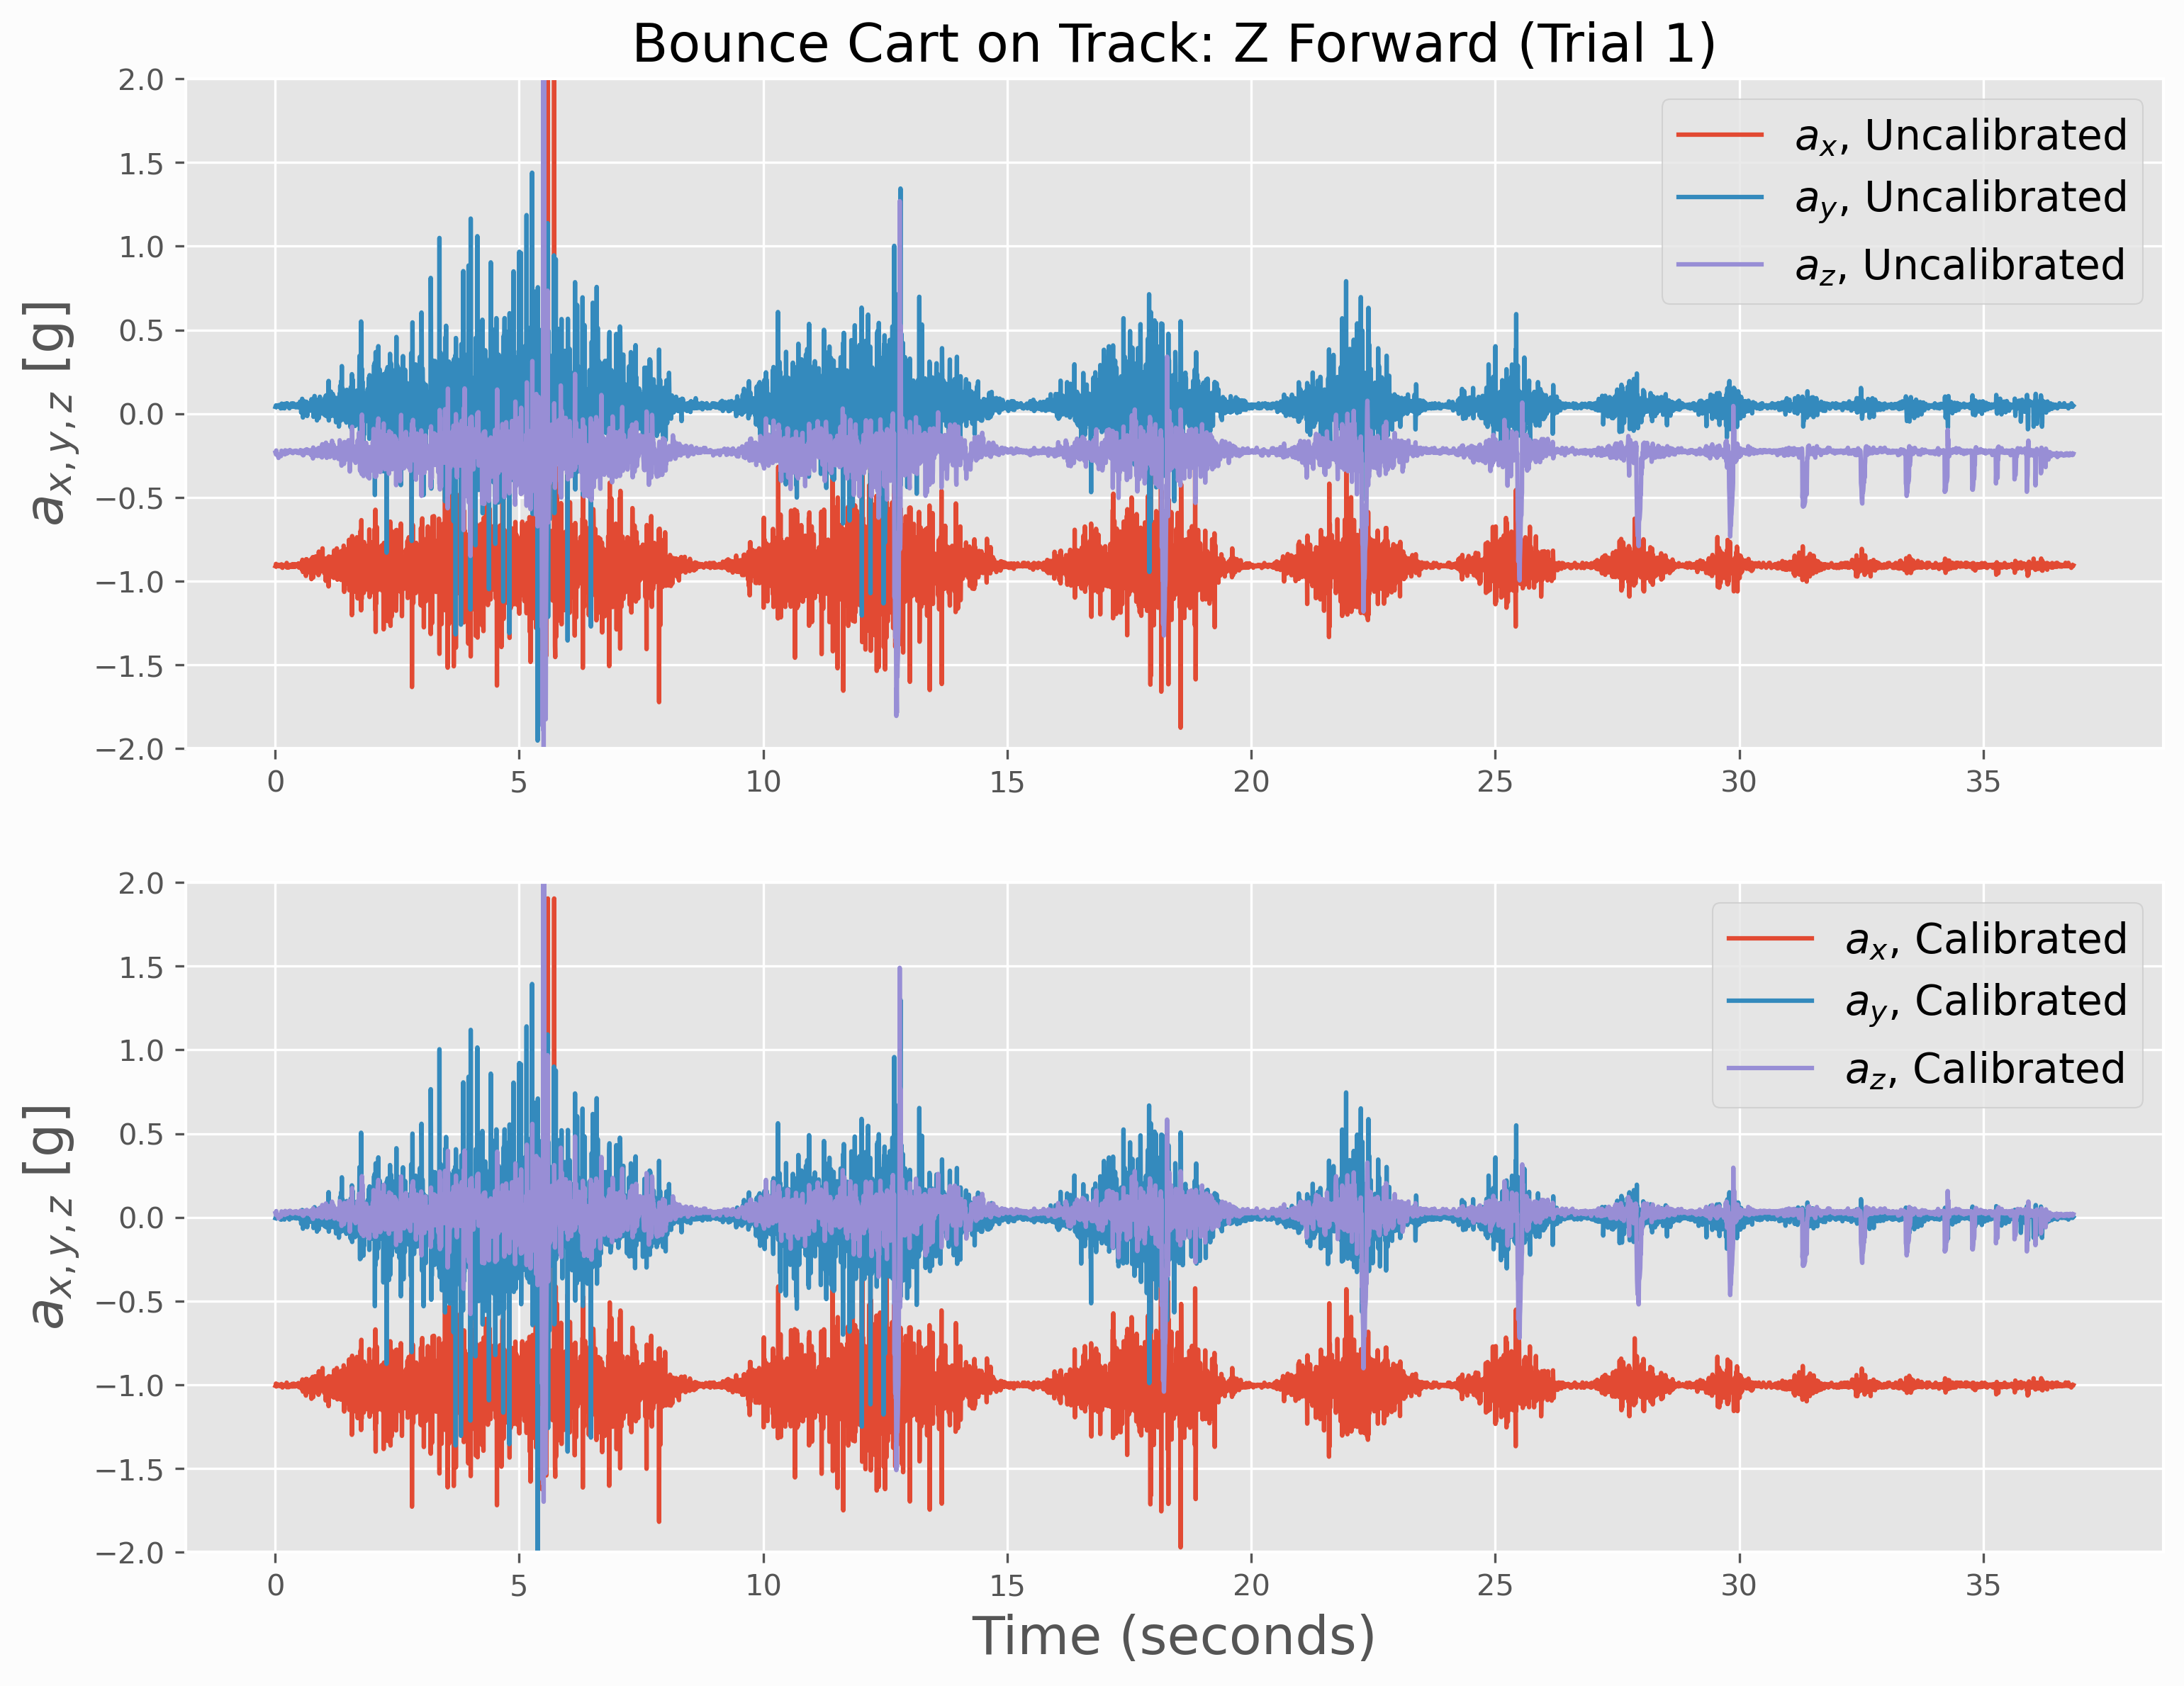 Bounce Cart on Track: Z Forward (Trial 1)
2.0
1.5
1.0
0.5
0.0
−0.5
−1.0
−1.5
−2.0
a_x,y,z [g]
a_x, Uncalibrated
a_y, Uncalibrated
a_z, Uncalibrated
0 5 10 15 20 25 30 35
2.0
1.5
1.0
0.5
0.0
−0.5
−1.0
−1.5
−2.0
a_x,y,z [g]
a_x, Calibrated
a_y, Calibrated
a_z, Calibrated
0 5 10 15 20 25 30 35
Time (seconds)